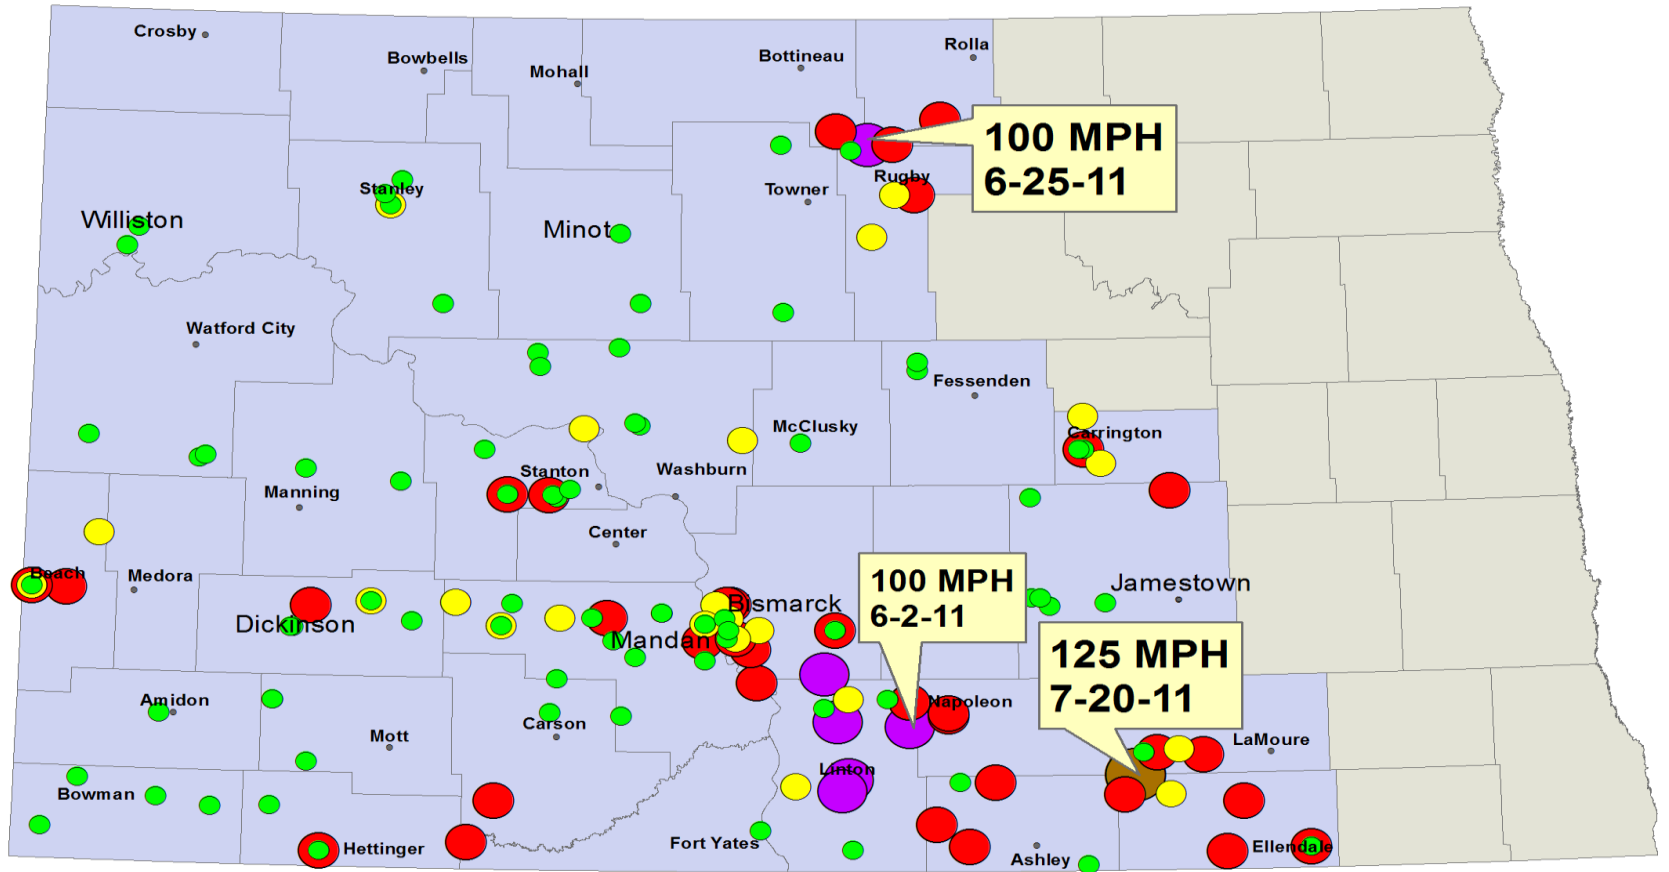 Crosby
Bowbells
Mohall
Bottineau
Rolla
100 MPH
6-25-11
Stanley
Towner
Rugby
Williston
Minot
Watford City
Fessenden
McClusky
Carrington
Stanton
Washburn
Manning
Center
Beach
Medora
Dickinson
Mandan
Bismarck
100 MPH
6-2-11
Jamestown
125 MPH
7-20-11
Amidon
Mott
Carson
Napoleon
LaMoure
Linton
Bowman
Hettinger
Fort Yates
Ashley
Ellendale